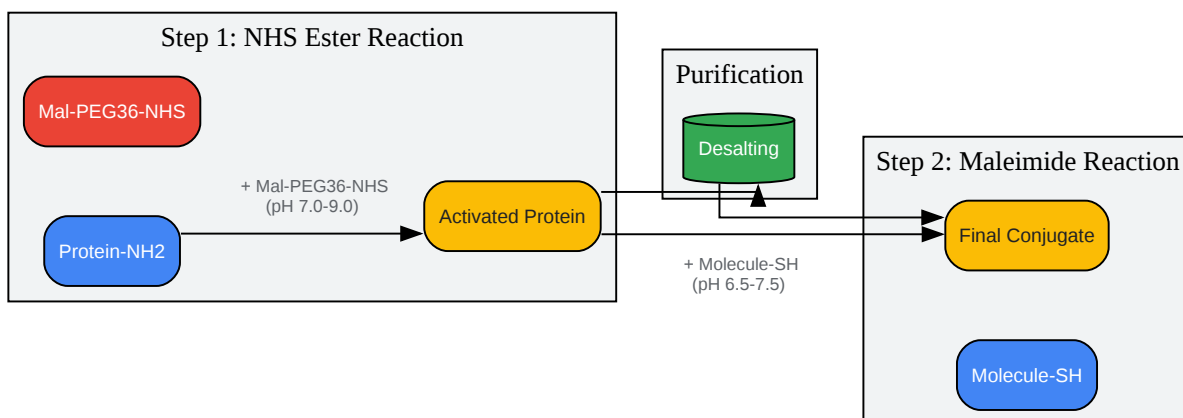 Step 1: NHS Ester Reaction
Mal-PEG36-NHS
Protein-NH2
+ Mal-PEG36-NHS
(pH 7.0-9.0)
Activated Protein
Purification
Desalting
+ Molecule-SH
(pH 6.5-7.5)
Step 2: Maleimide Reaction
Final Conjugate
Molecule-SH